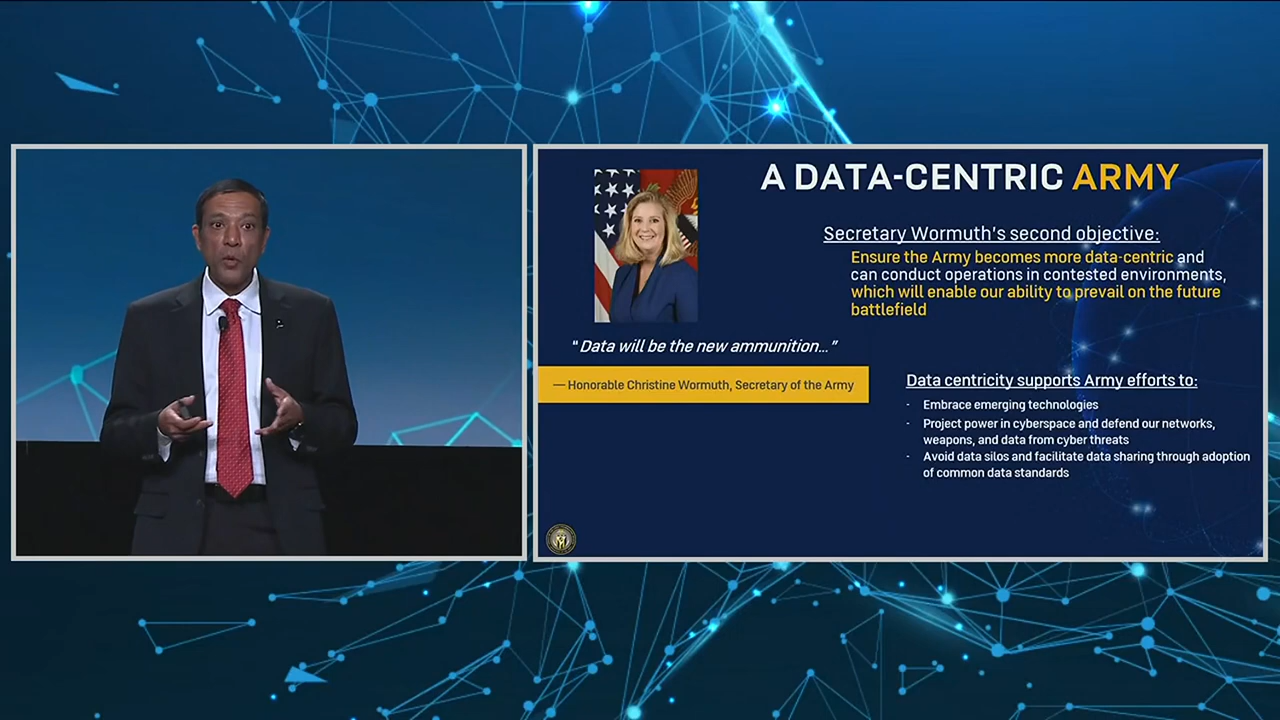 A DATA-CENTRIC ARMY
Secretary Wormuth's second objective:
Ensure the Army becomes more data-centric and
can conduct operations in contested environments,
which will enable our ability to prevail on the future
battlefield
"Data will be the new ammunition..."
— Honorable Christine Wormuth, Secretary of the Army
Data centricity supports Army efforts to:
- Embrace emerging technologies
- Project power in cyberspace and defend our networks,
weapons, and data from cyber threats
- Avoid data silos and facilitate data sharing through adoption
of common data standards